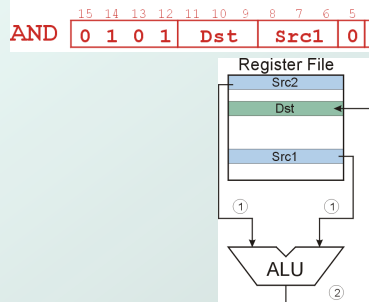 15 14 13 12 11 10 9 8 7 6 5
AND 0 1 0 1 Dst Src1 0
Register File
Src2
Dst
Src1
1 1
ALU
2